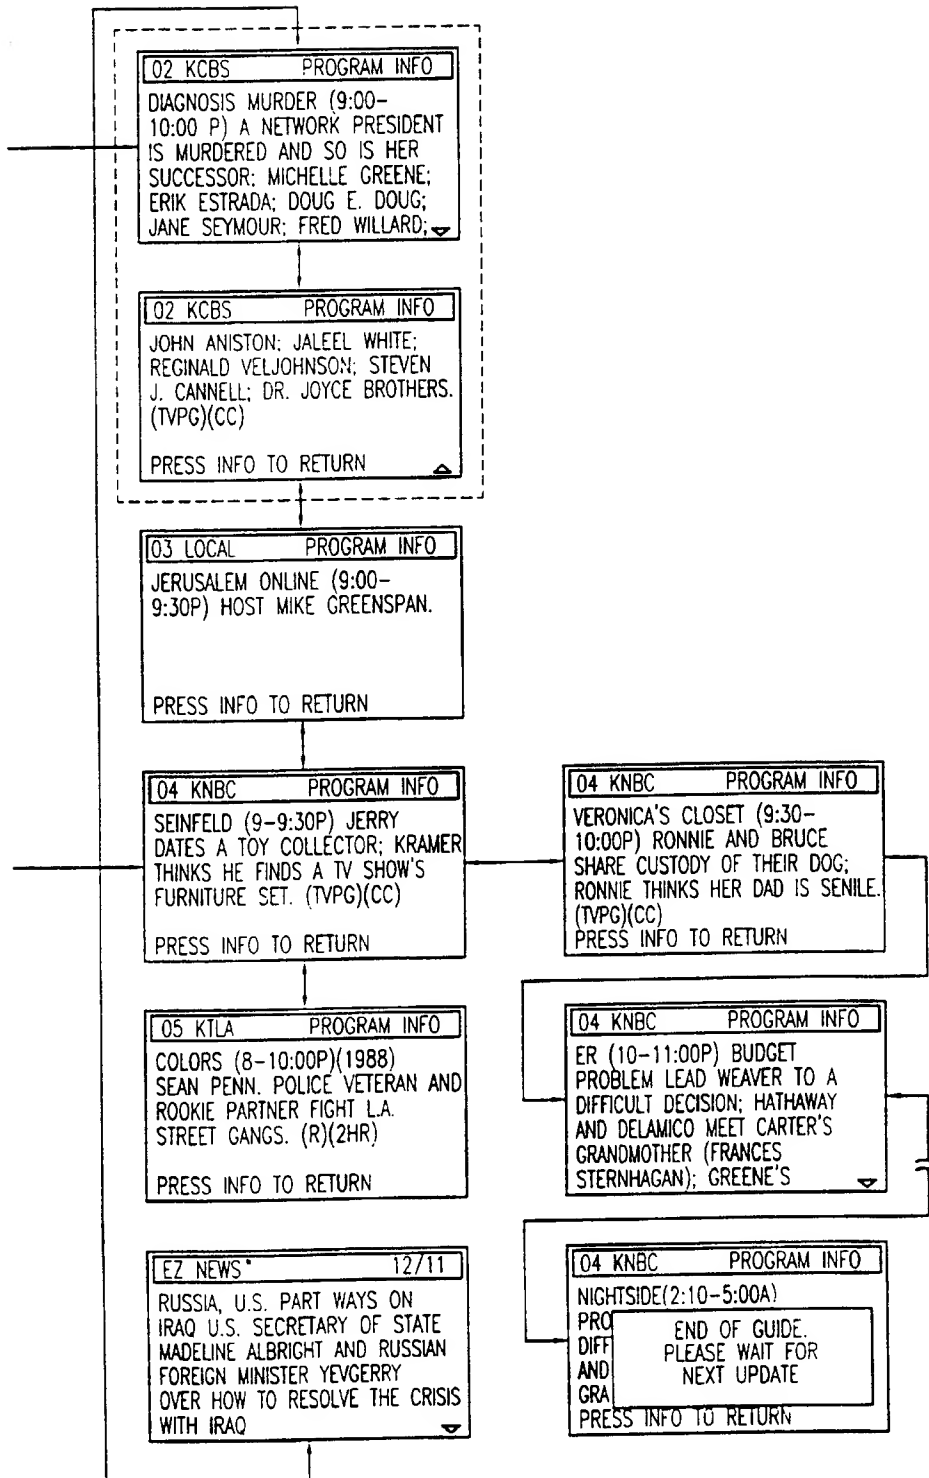 02 KCBS PROGRAM INFO
DIAGNOSIS MURDER (9:00-
10:00 P) A NETWORK PRESIDENT
IS MURDERED AND SO IS HER
SUCCESSOR: MICHELLE GREENE;
ERIK ESTRADA; DOUG E. DOUG;
JANE SEYMOUR; FRED WILLARD;
02 KCBS PROGRAM INFO
JOHN ANISTON; JALEEL WHITE;
REGINALD VELJOHNSON; STEVEN
J. CANNELL; DR. JOYCE BROTHERS.
(TVPG)(CC)
PRESS INFO TO RETURN
03 LOCAL PROGRAM INFO
JERUSALEM ONLINE (9:00-
9:30P) HOST MIKE GREENSPAN.
PRESS INFO TO RETURN
04 KNBC PROGRAM INFO
SEINFELD (9-9:30P) JERRY
DATES A TOY COLLECTOR; KRAMER
THINKS HE FINDS A TV SHOW'S
FURNITURE SET. (TVPG)(CC)
PRESS INFO TO RETURN
04 KNBC PROGRAM INFO
VERONICA'S CLOSET (9:30-
10:00P) RONNIE AND BRUCE
SHARE CUSTODY OF THEIR DOG;
RONNIE THINKS HER DAD IS SENILE.
(TVPG)(CC)
PRESS INFO TO RETURN
05 KTLA PROGRAM INFO
COLORS (8-10:00P)(1988)
SEAN PENN. POLICE VETERAN AND
ROOKIE PARTNER FIGHT L.A.
STREET GANGS. (R)(2HR)
PRESS INFO TO RETURN
04 KNBC PROGRAM INFO
ER (10-11:00P) BUDGET
PROBLEM LEAD WEAVER TO A
DIFFICULT DECISION; HATHAWAY
AND DELAMICO MEET CARTER'S
GRANDMOTHER (FRANCES
STERNHAGAN); GREENE'S
EZ NEWS* 12/11
RUSSIA, U.S. PART WAYS ON
IRAQ U.S. SECRETARY OF STATE
MADELINE ALBRIGHT AND RUSSIAN
FOREIGN MINISTER YEVGERRY
OVER HOW TO RESOLVE THE CRISIS
WITH IRAQ
04 KNBC PROGRAM INFO
NIGHTSIDE(2:10-5:00A)
PRO
DIFF
AND
GRA
END OF GUIDE.
PLEASE WAIT FOR
NEXT UPDATE
PRESS INFO TO RETURN